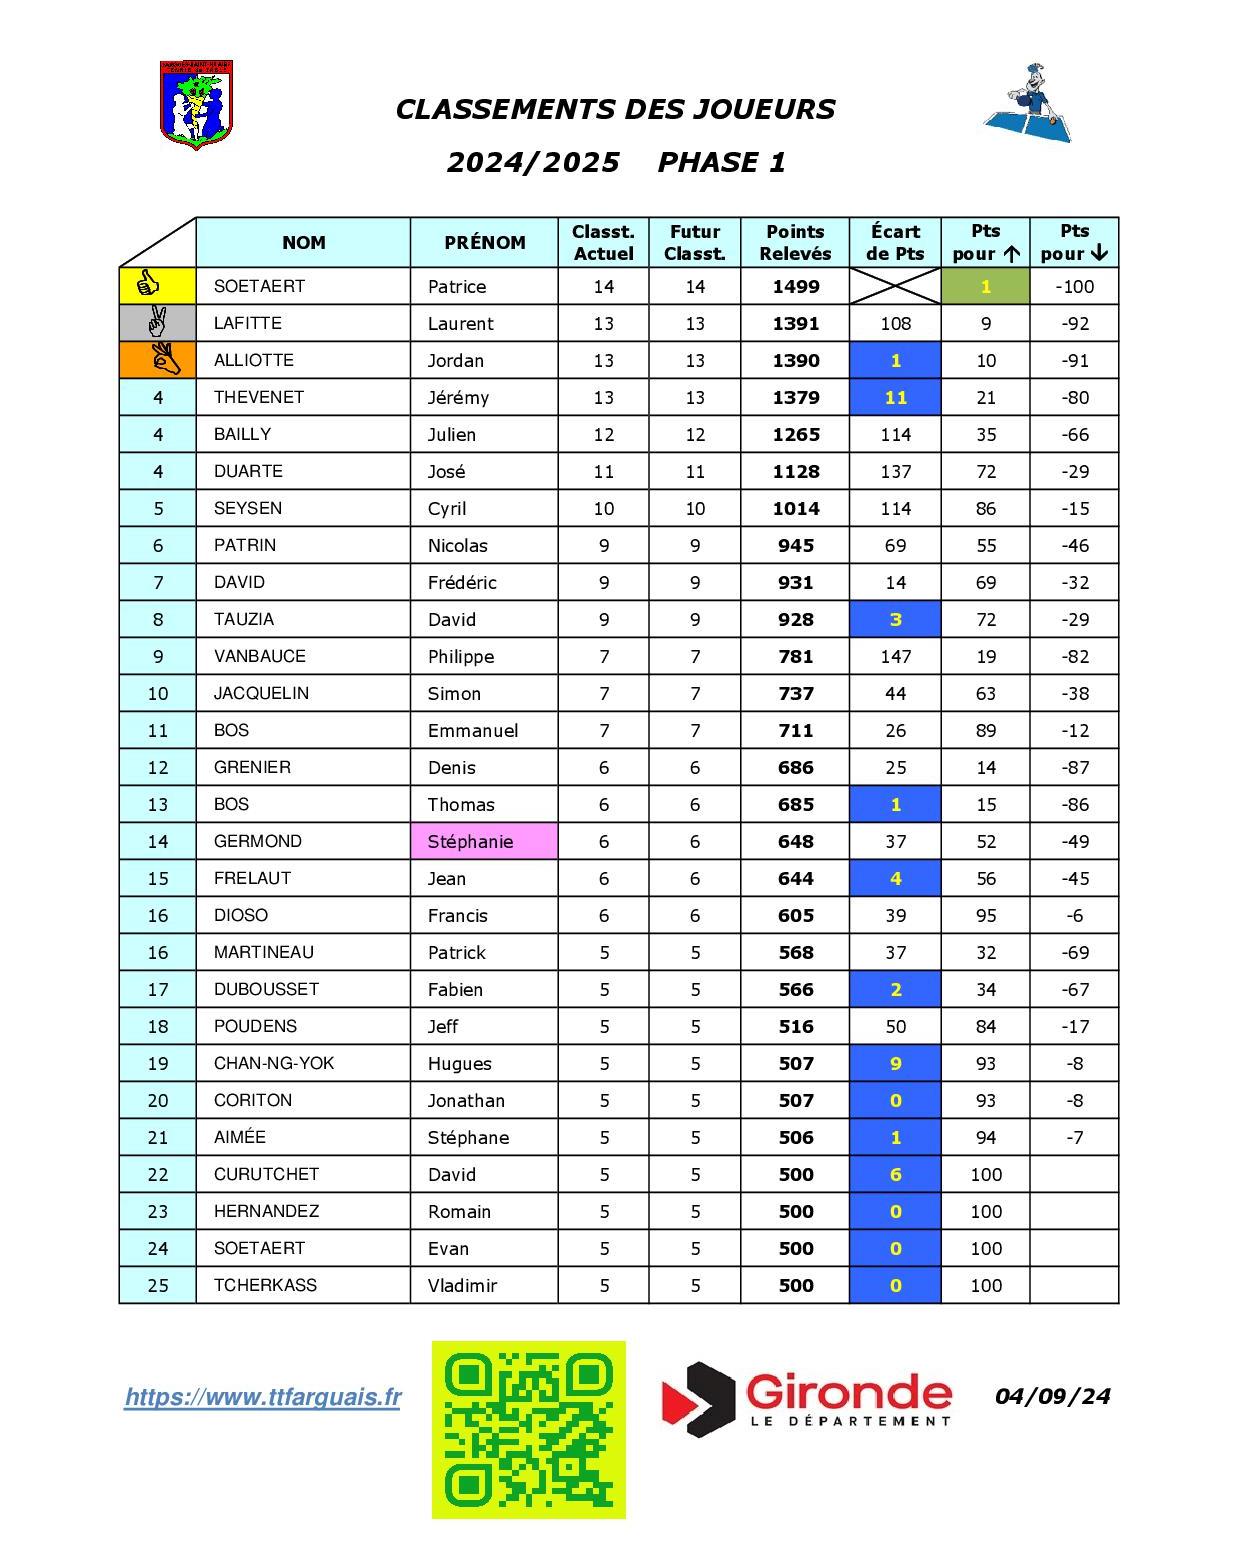 CLASSEMENTS DES JOUEURS
2024/2025 PHASE 1
NOM PRÉNOM Classt. Actuel Futur Classt. Points Relevés Écart de Pts Pts pour ↑ Pts pour ↓
SOETAERT Patrice 14 14 1499 1 -100
LAFITTE Laurent 13 13 1391 108 9 -92
ALLIOTTE Jordan 13 13 1390 1 10 -91
4 THEVENET Jérémy 13 13 1379 11 21 -80
4 BAILLY Julien 12 12 1265 114 35 -66
4 DUARTE José 11 11 1128 137 72 -29
5 SEYSEN Cyril 10 10 1014 114 86 -15
6 PATRIN Nicolas 9 9 945 69 55 -46
7 DAVID Frédéric 9 9 931 14 69 -32
8 TAUZIA David 9 9 928 3 72 -29
9 VANBAUCE Philippe 7 7 781 147 19 -82
10 JACQUELIN Simon 7 7 737 44 63 -38
11 BOS Emmanuel 7 7 711 26 89 -12
12 GRENIER Denis 6 6 686 25 14 -87
13 BOS Thomas 6 6 685 1 15 -86
14 GERMOND Stéphanie 6 6 648 37 52 -49
15 FRELAUT Jean 6 6 644 4 56 -45
16 DIOSO Francis 6 6 605 39 95 -6
16 MARTINEAU Patrick 5 5 568 37 32 -69
17 DUBOUSSET Fabien 5 5 566 2 34 -67
18 POUDENS Jeff 5 5 516 50 84 -17
19 CHAN-NG-YOK Hugues 5 5 507 9 93 -8
20 CORITON Jonathan 5 5 507 0 93 -8
21 AIMÉE Stéphane 5 5 506 1 94 -7
22 CURUTCHET David 5 5 500 6 100
23 HERNANDEZ Romain 5 5 500 0 100
24 SOETAERT Evan 5 5 500 0 100
25 TCHERKASS Vladimir 5 5 500 0 100
https://www.ttfarguais.fr
Gironde
LE DÉPARTEMENT
04/09/24